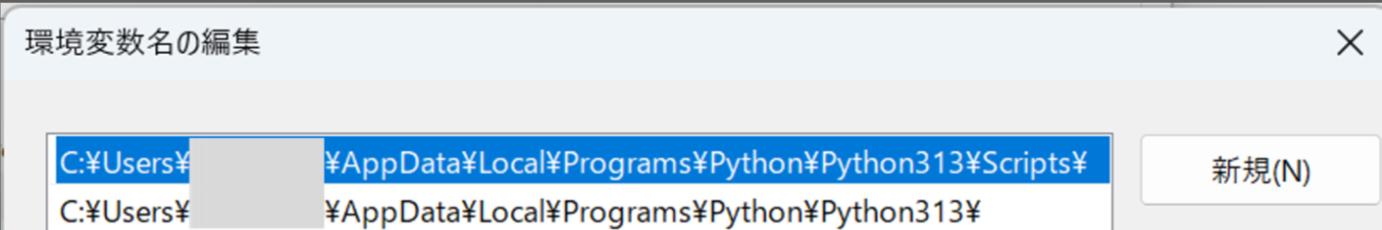 環境変数名の編集
C:¥Users¥ ¥AppData¥Local¥Programs¥Python¥Python313¥Scripts¥
新規(N)
C:¥Users¥ ¥AppData¥Local¥Programs¥Python¥Python313¥